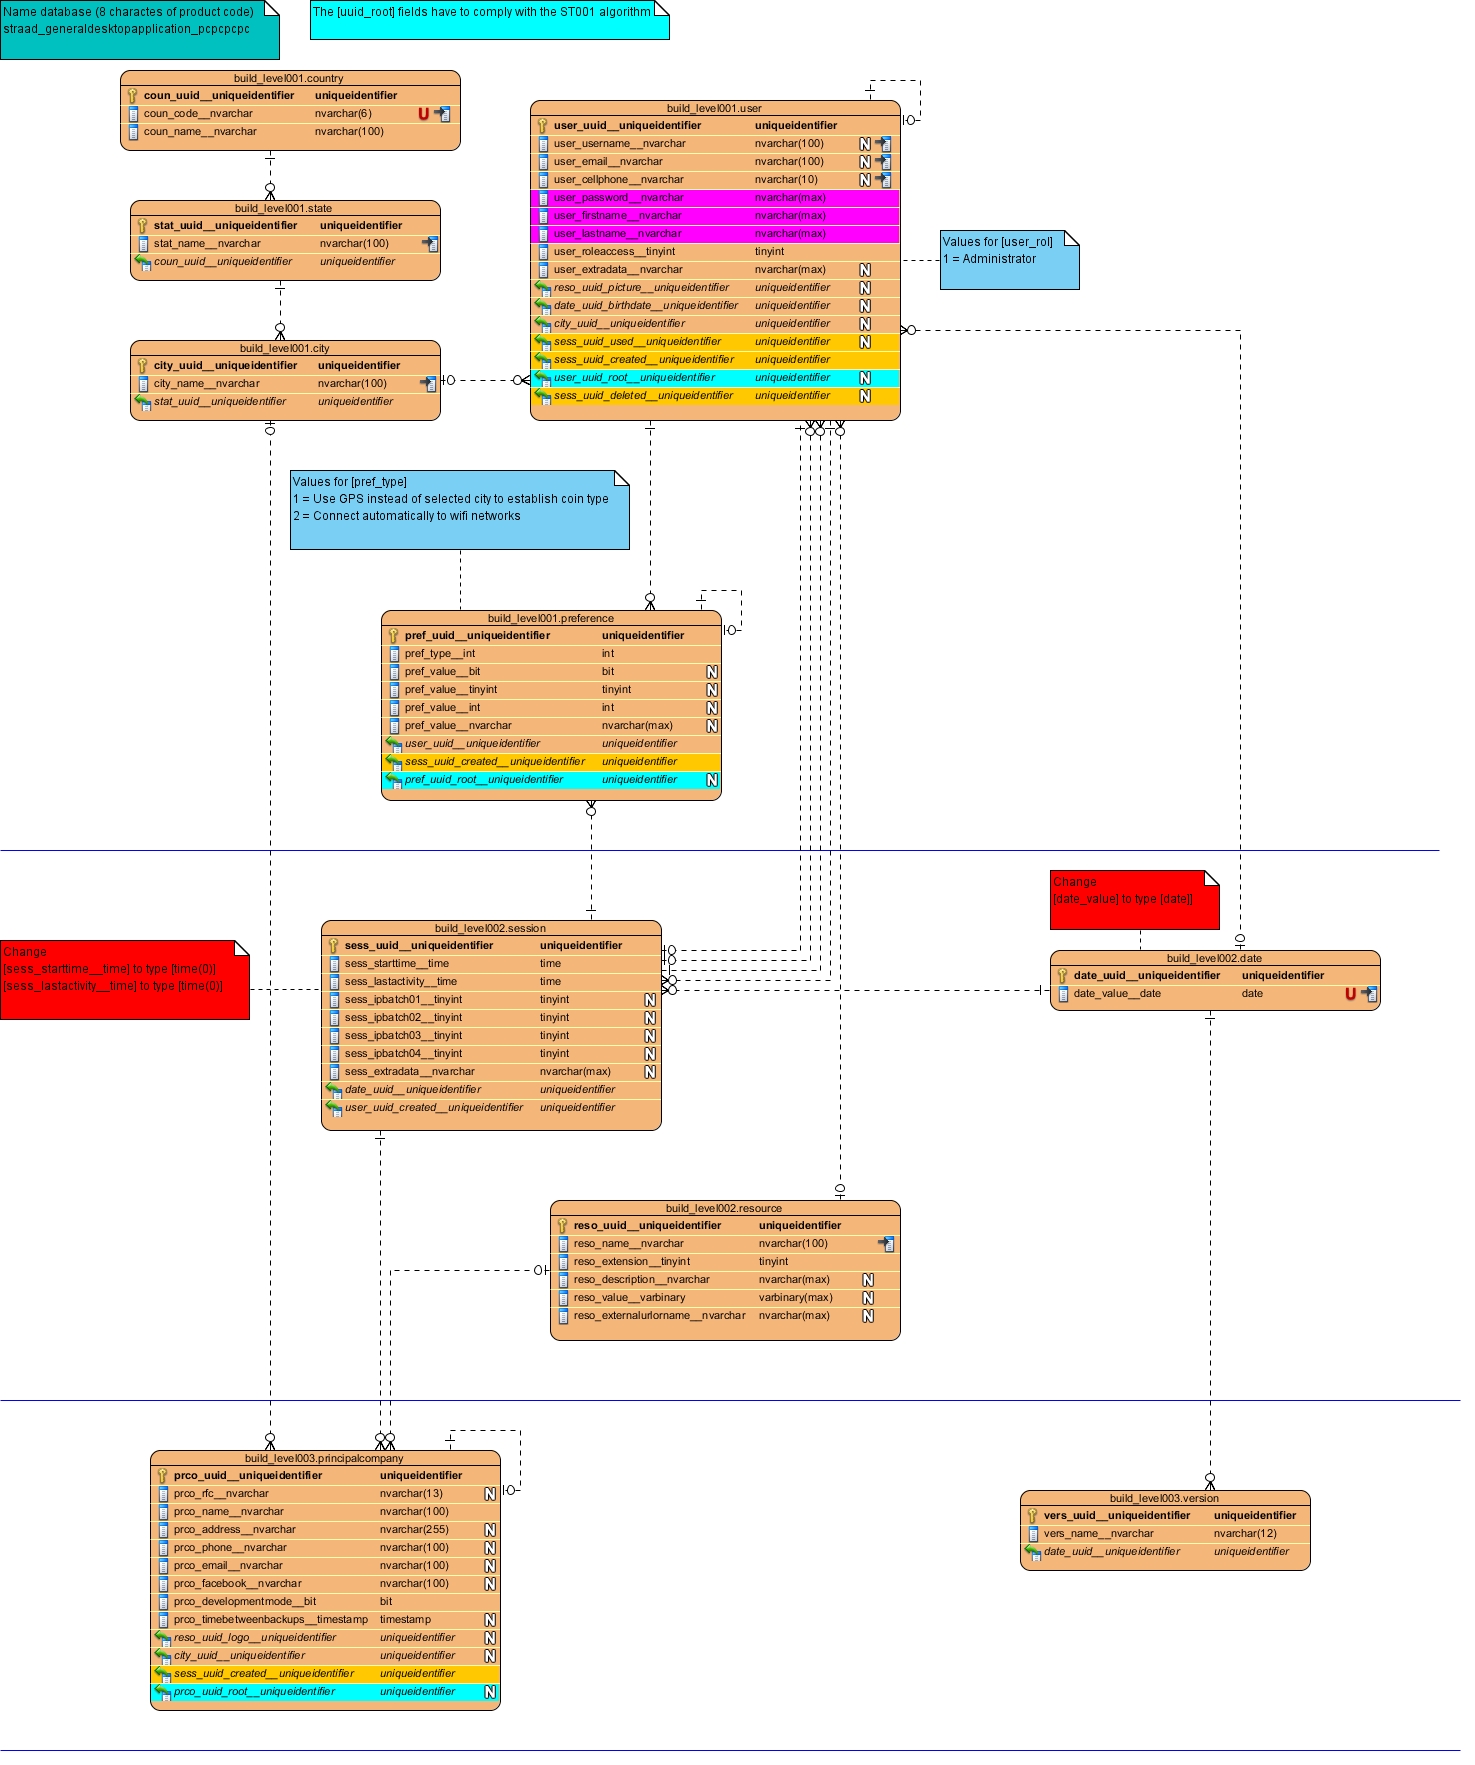 Name database (8 charactes of product code)
straad_generaldesktopapplication_pcpcpcpc
The [uuid_root] fields have to comply with the ST001 algorithm
build_level001.country
coun_uuid__uniqueidentifier uniqueidentifier
coun_code__nvarchar nvarchar(6) U
coun_name__nvarchar nvarchar(100)
build_level001.state
stat_uuid__uniqueidentifier uniqueidentifier
stat_name__nvarchar nvarchar(100)
coun_uuid__uniqueidentifier uniqueidentifier
build_level001.city
city_uuid__uniqueidentifier uniqueidentifier
city_name__nvarchar nvarchar(100)
stat_uuid__uniqueidentifier uniqueidentifier
build_level001.user
user_uuid__uniqueidentifier uniqueidentifier
user_username__nvarchar nvarchar(100) N
user_email__nvarchar nvarchar(100) N
user_cellphone__nvarchar nvarchar(10) N
user_password__nvarchar nvarchar(max)
user_firstname__nvarchar nvarchar(max)
user_lastname__nvarchar nvarchar(max)
user_roleaccess__tinyint tinyint
user_extradata__nvarchar nvarchar(max) N
reso_uuid_picture__uniqueidentifier uniqueidentifier N
date_uuid_birthdate__uniqueidentifier uniqueidentifier N
city_uuid__uniqueidentifier uniqueidentifier N
sess_uuid_used__uniqueidentifier uniqueidentifier N
sess_uuid_created__uniqueidentifier uniqueidentifier
user_uuid_root__uniqueidentifier uniqueidentifier N
sess_uuid_deleted__uniqueidentifier uniqueidentifier N
Values for [user_rol]
1 = Administrator
Values for [pref_type]
1 = Use GPS instead of selected city to establish coin type
2 = Connect automatically to wifi networks
build_level001.preference
pref_uuid__uniqueidentifier uniqueidentifier
pref_type__int int
pref_value__bit bit N
pref_value__tinyint tinyint N
pref_value__int int N
pref_value__nvarchar nvarchar(max) N
user_uuid__uniqueidentifier uniqueidentifier
sess_uuid_created__uniqueidentifier uniqueidentifier
pref_uuid_root__uniqueidentifier uniqueidentifier N
Change
[date_value] to type [date]]
Change
[sess_starttime__time] to type [time(0)]
[sess_lastactivity__time] to type [time(0)]
build_level002.session
sess_uuid__uniqueidentifier uniqueidentifier
sess_starttime__time time
sess_lastactivity__time time
sess_ipbatch01__tinyint tinyint N
sess_ipbatch02__tinyint tinyint N
sess_ipbatch03__tinyint tinyint N
sess_ipbatch04__tinyint tinyint N
sess_extradata__nvarchar nvarchar(max) N
date_uuid__uniqueidentifier uniqueidentifier
user_uuid_created__uniqueidentifier uniqueidentifier
build_level002.date
date_uuid__uniqueidentifier uniqueidentifier
date_value__date date U
build_level002.resource
reso_uuid__uniqueidentifier uniqueidentifier
reso_name__nvarchar nvarchar(100)
reso_extension__tinyint tinyint
reso_description__nvarchar nvarchar(max) N
reso_value__varbinary varbinary(max) N
reso_externalurlorname__nvarchar nvarchar(max) N
build_level003.principalcompany
prco_uuid__uniqueidentifier uniqueidentifier
prco_rfc__nvarchar nvarchar(13) N
prco_name__nvarchar nvarchar(100)
prco_address__nvarchar nvarchar(255) N
prco_phone__nvarchar nvarchar(100) N
prco_email__nvarchar nvarchar(100) N
prco_facebook__nvarchar nvarchar(100) N
prco_developmentmode__bit bit
prco_timebetweenbackups__timestamp timestamp N
reso_uuid_logo__uniqueidentifier uniqueidentifier N
city_uuid__uniqueidentifier uniqueidentifier N
sess_uuid_created__uniqueidentifier uniqueidentifier
prco_uuid_root__uniqueidentifier uniqueidentifier N
build_level003.version
vers_uuid__uniqueidentifier uniqueidentifier
vers_name__nvarchar nvarchar(12)
date_uuid__uniqueidentifier uniqueidentifier